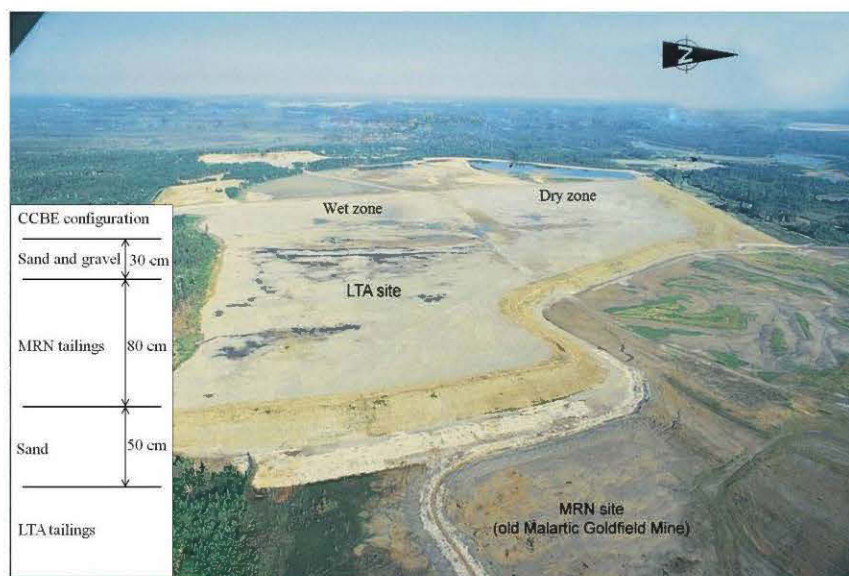 N
Wet zone
Dry zone
CCBE configuration
Sand and gravel 30 cm
LTA site
MRN tailings 80 cm
Sand 50 cm
MRN site
(old Malartic Goldfield Mine)
LTA tailings